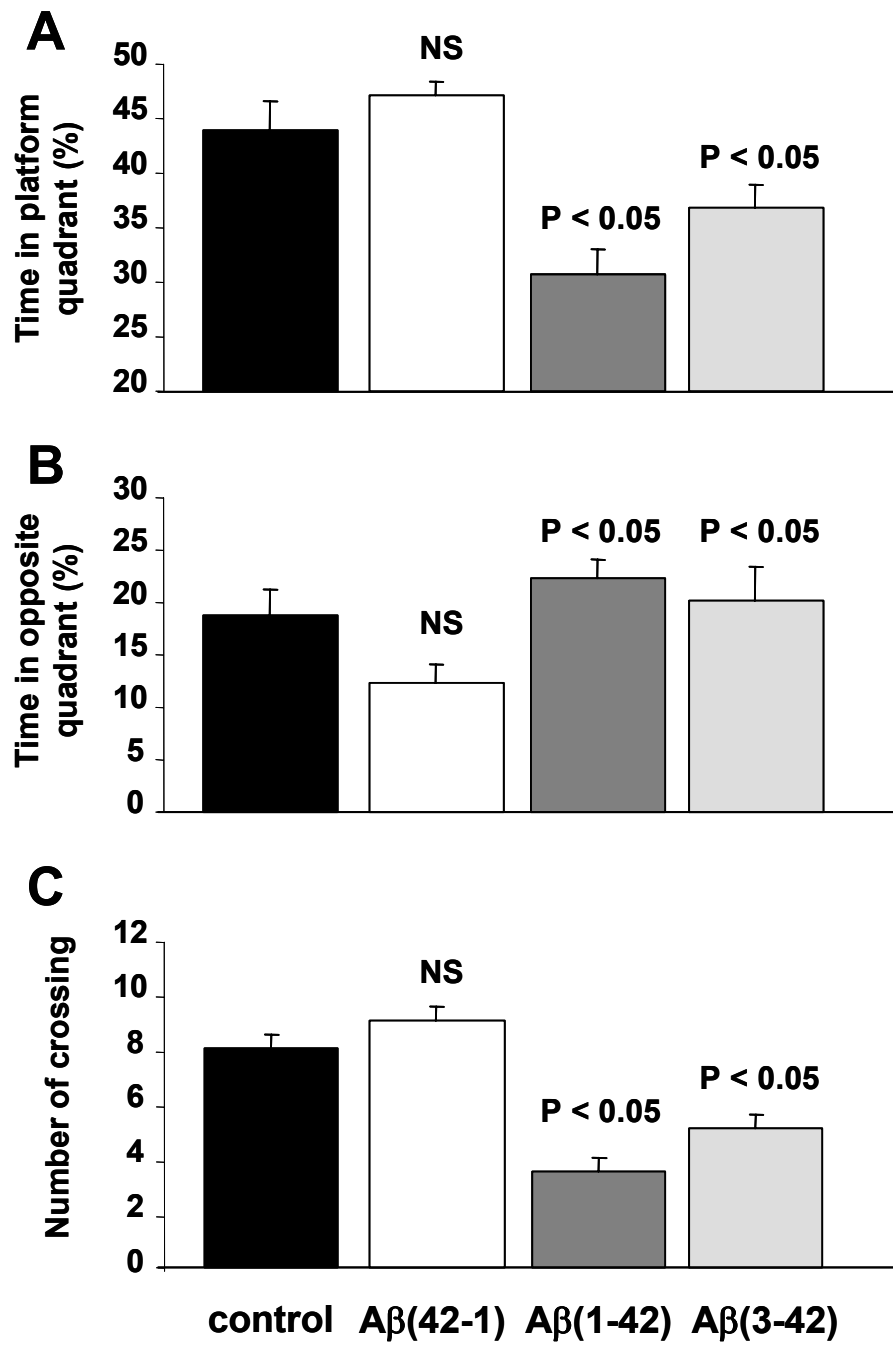 A
Time in platform
quadrant (%)
50
45
40
35
30
25
20
NS
P < 0.05
P < 0.05
B
Time in opposite
quadrant (%)
30
25
20
15
10
5
0
NS
P < 0.05
P < 0.05
C
Number of crossing
12
10
8
6
4
2
0
NS
P < 0.05
P < 0.05
control Aβ(42-1) Aβ(1-42) Aβ(3-42)